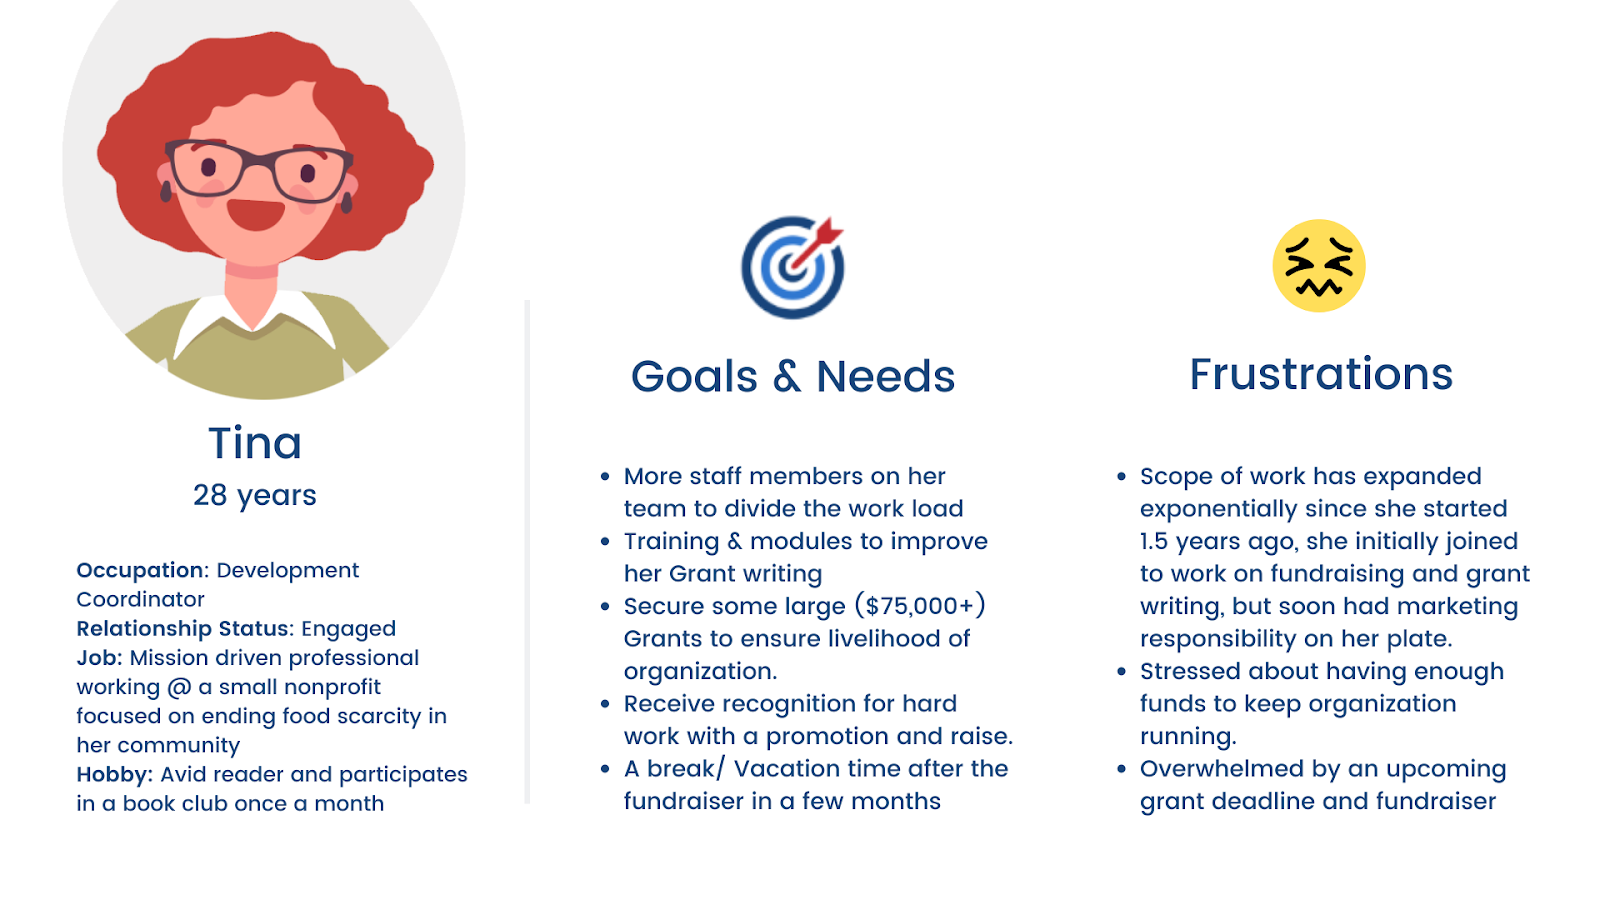 Tina
28 years
Occupation: Development
Coordinator
Relationship Status: Engaged
Job: Mission driven professional
working @ a small nonprofit
focused on ending food scarcity in
her community
Hobby: Avid reader and participates
in a book club once a month
Goals & Needs
• More staff members on her
team to divide the work load
• Training & modules to improve
her Grant writing
• Secure some large ($75,000+)
Grants to ensure livelihood of
organization.
• Receive recognition for hard
work with a promotion and raise.
• A break/ Vacation time after the
fundraiser in a few months
Frustrations
• Scope of work has expanded
exponentially since she started
1.5 years ago, she initially joined
to work on fundraising and grant
writing, but soon had marketing
responsibility on her plate.
• Stressed about having enough
funds to keep organization
running.
• Overwhelmed by an upcoming
grant deadline and fundraiser